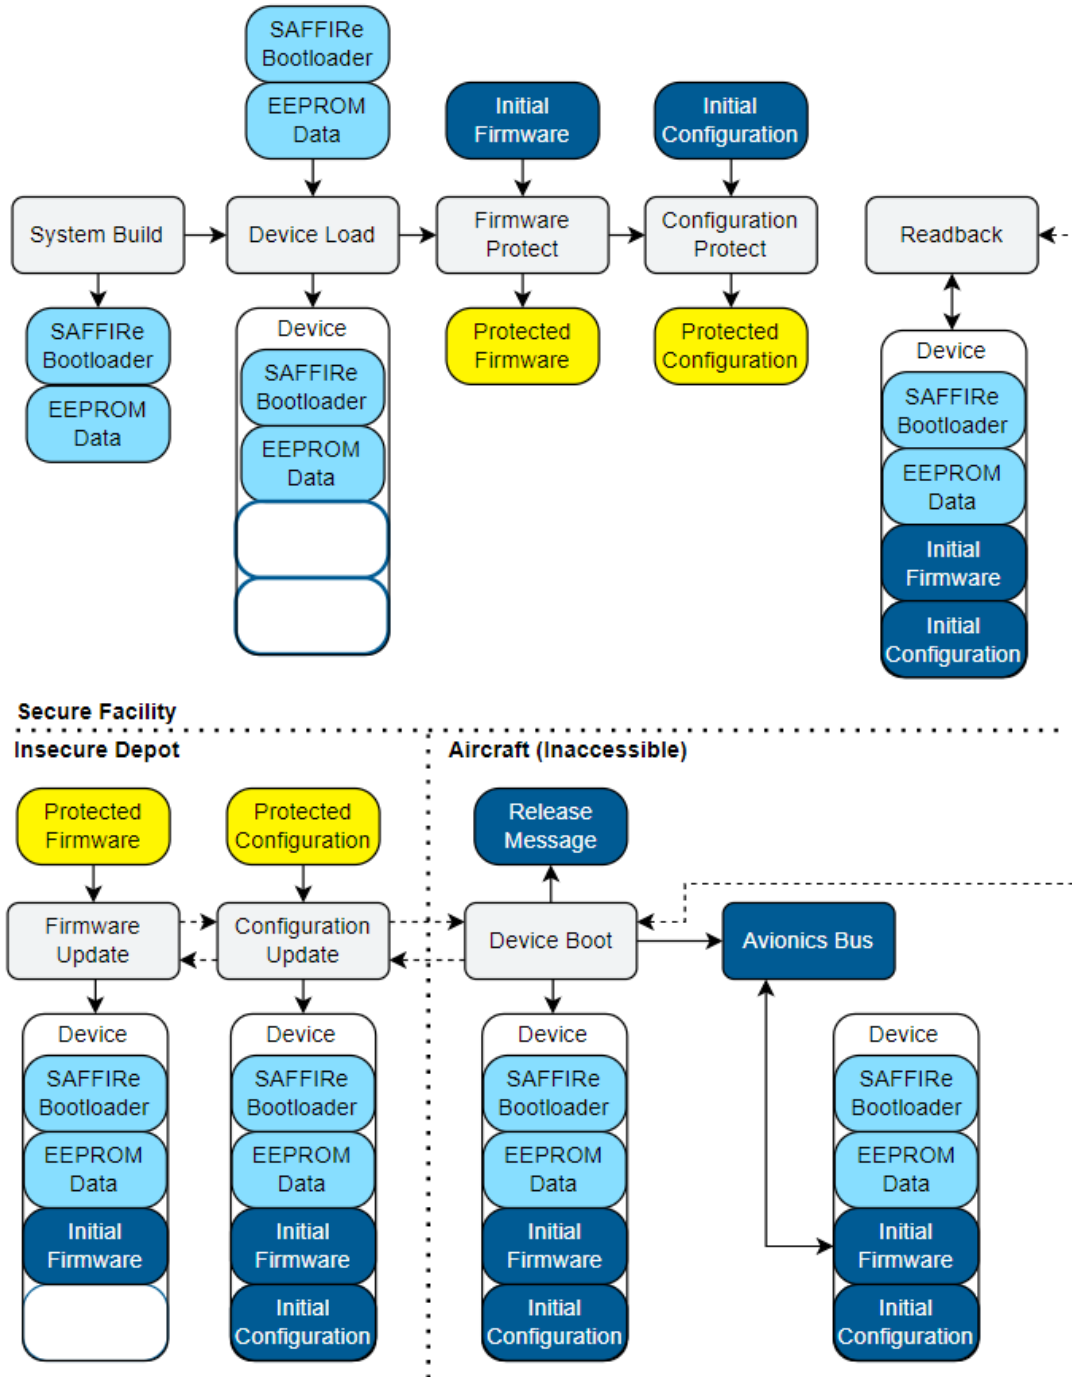 SAFFIRe
Bootloader
EEPROM
Data
Initial
Firmware
Initial
Configuration
System Build
Device Load
Firmware
Protect
Configuration
Protect
Readback
SAFFIRe
Bootloader
EEPROM
Data
Device
SAFFIRe
Bootloader
EEPROM
Data
Protected
Firmware
Protected
Configuration
Device
SAFFIRe
Bootloader
EEPROM
Data
Initial
Firmware
Initial
Configuration
Secure Facility
Insecure Depot
Aircraft (Inaccessible)
Protected
Firmware
Protected
Configuration
Release
Message
Firmware
Update
Configuration
Update
Device Boot
Avionics Bus
Device
SAFFIRe
Bootloader
EEPROM
Data
Initial
Firmware
Device
SAFFIRe
Bootloader
EEPROM
Data
Initial
Firmware
Initial
Configuration
Device
SAFFIRe
Bootloader
EEPROM
Data
Initial
Firmware
Initial
Configuration
Device
SAFFIRe
Bootloader
EEPROM
Data
Initial
Firmware
Initial
Configuration